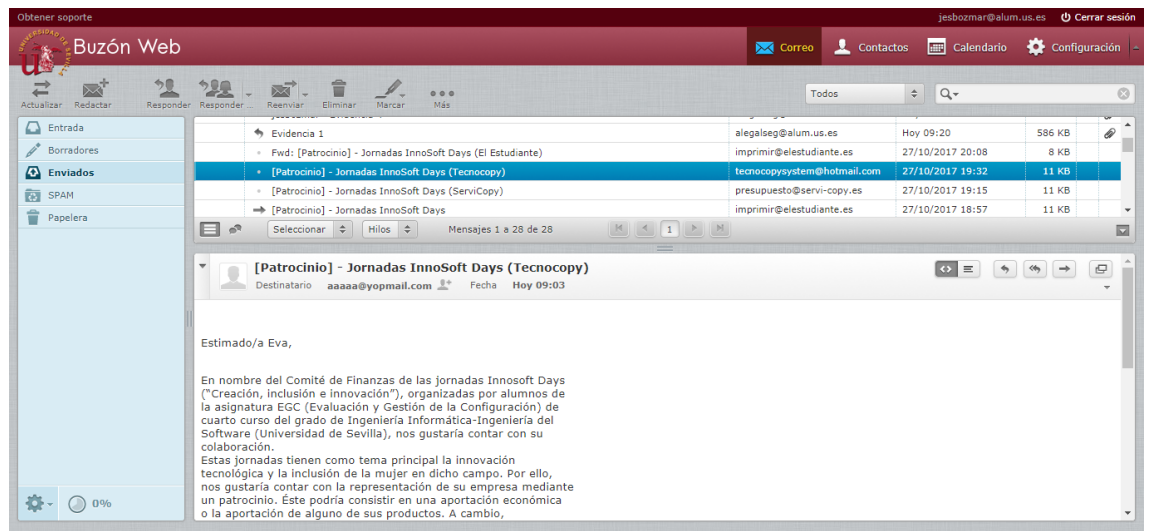 Obtener soporte jesbozmar@alum.us.es Cerrar sesión
UNIVERSIDAD DE SEVILLA
Buzón Web Correo Contactos Calendario Configuración
Actualizar Redactar Responder Responder ... Reenviar Eliminar Marcar Más Todos
Entrada
Borradores
Enviados
SPAM
Papelera
0%
Evidencia 1 alegalseg@alum.us.es Hoy 09:20 586 KB
Fwd: [Patrocinio] - Jornadas InnoSoft Days (El Estudiante) imprimir@elestudiante.es 27/10/2017 20:08 8 KB
[Patrocinio] - Jornadas InnoSoft Days (Tecnocopy) tecnocopysystem@hotmail.com 27/10/2017 19:32 11 KB
[Patrocinio] - Jornadas InnoSoft Days (ServiCopy) presupuesto@servi-copy.es 27/10/2017 19:15 11 KB
[Patrocinio] - Jornadas InnoSoft Days imprimir@elestudiante.es 27/10/2017 18:57 11 KB
Seleccionar Hilos Mensajes 1 a 28 de 28 1
[Patrocinio] - Jornadas InnoSoft Days (Tecnocopy)
Destinatario aaaaa@yopmail.com Fecha Hoy 09:03
Estimado/a Eva,
En nombre del Comité de Finanzas de las jornadas Innosoft Days
("Creación, inclusión e innovación"), organizadas por alumnos de
la asignatura EGC (Evaluación y Gestión de la Configuración) de
cuarto curso del grado de Ingeniería Informática-Ingeniería del
Software (Universidad de Sevilla), nos gustaría contar con su
colaboración.
Estas jornadas tienen como tema principal la innovación
tecnológica y la inclusión de la mujer en dicho campo. Por ello,
nos gustaría contar con la representación de su empresa mediante
un patrocinio. Éste podría consistir en una aportación económica
o la aportación de alguno de sus productos. A cambio,